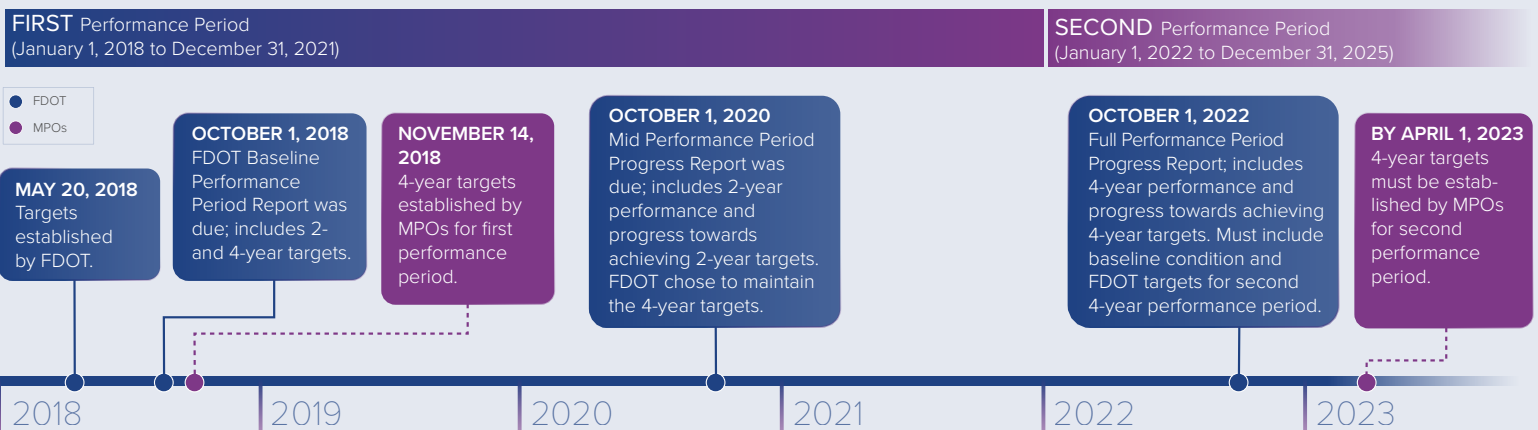 FIRST Performance Period
(January 1, 2018 to December 31, 2021)
SECOND Performance Period
(January 1, 2022 to December 31, 2025)
FDOT
MPOs
MAY 20, 2018
Targets
established
by FDOT.
OCTOBER 1, 2018
FDOT Baseline
Performance
Period Report was
due; includes 2-
and 4-year targets.
NOVEMBER 14,
2018
4-year targets
established by
MPOs for first
performance
period.
OCTOBER 1, 2020
Mid Performance Period
Progress Report was
due; includes 2-year
performance and
progress towards
achieving 2-year targets.
FDOT chose to maintain
the 4-year targets.
OCTOBER 1, 2022
Full Performance Period
Progress Report; includes
4-year performance and
progress towards achieving
4-year targets. Must include
baseline condition and
FDOT targets for second
4-year performance period.
BY APRIL 1, 2023
4-year targets
must be estab-
lished by MPOs
for second
performance
period.
2018
2019
2020
2021
2022
2023